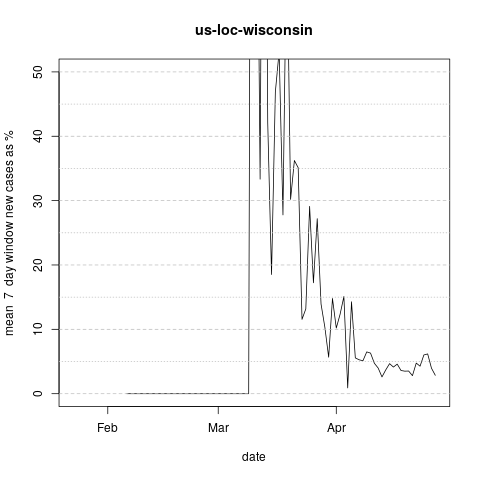 us-loc-wisconsin
mean  7  day window new cases as %
50
40
30
20
10
0
Feb
Mar
Apr
date